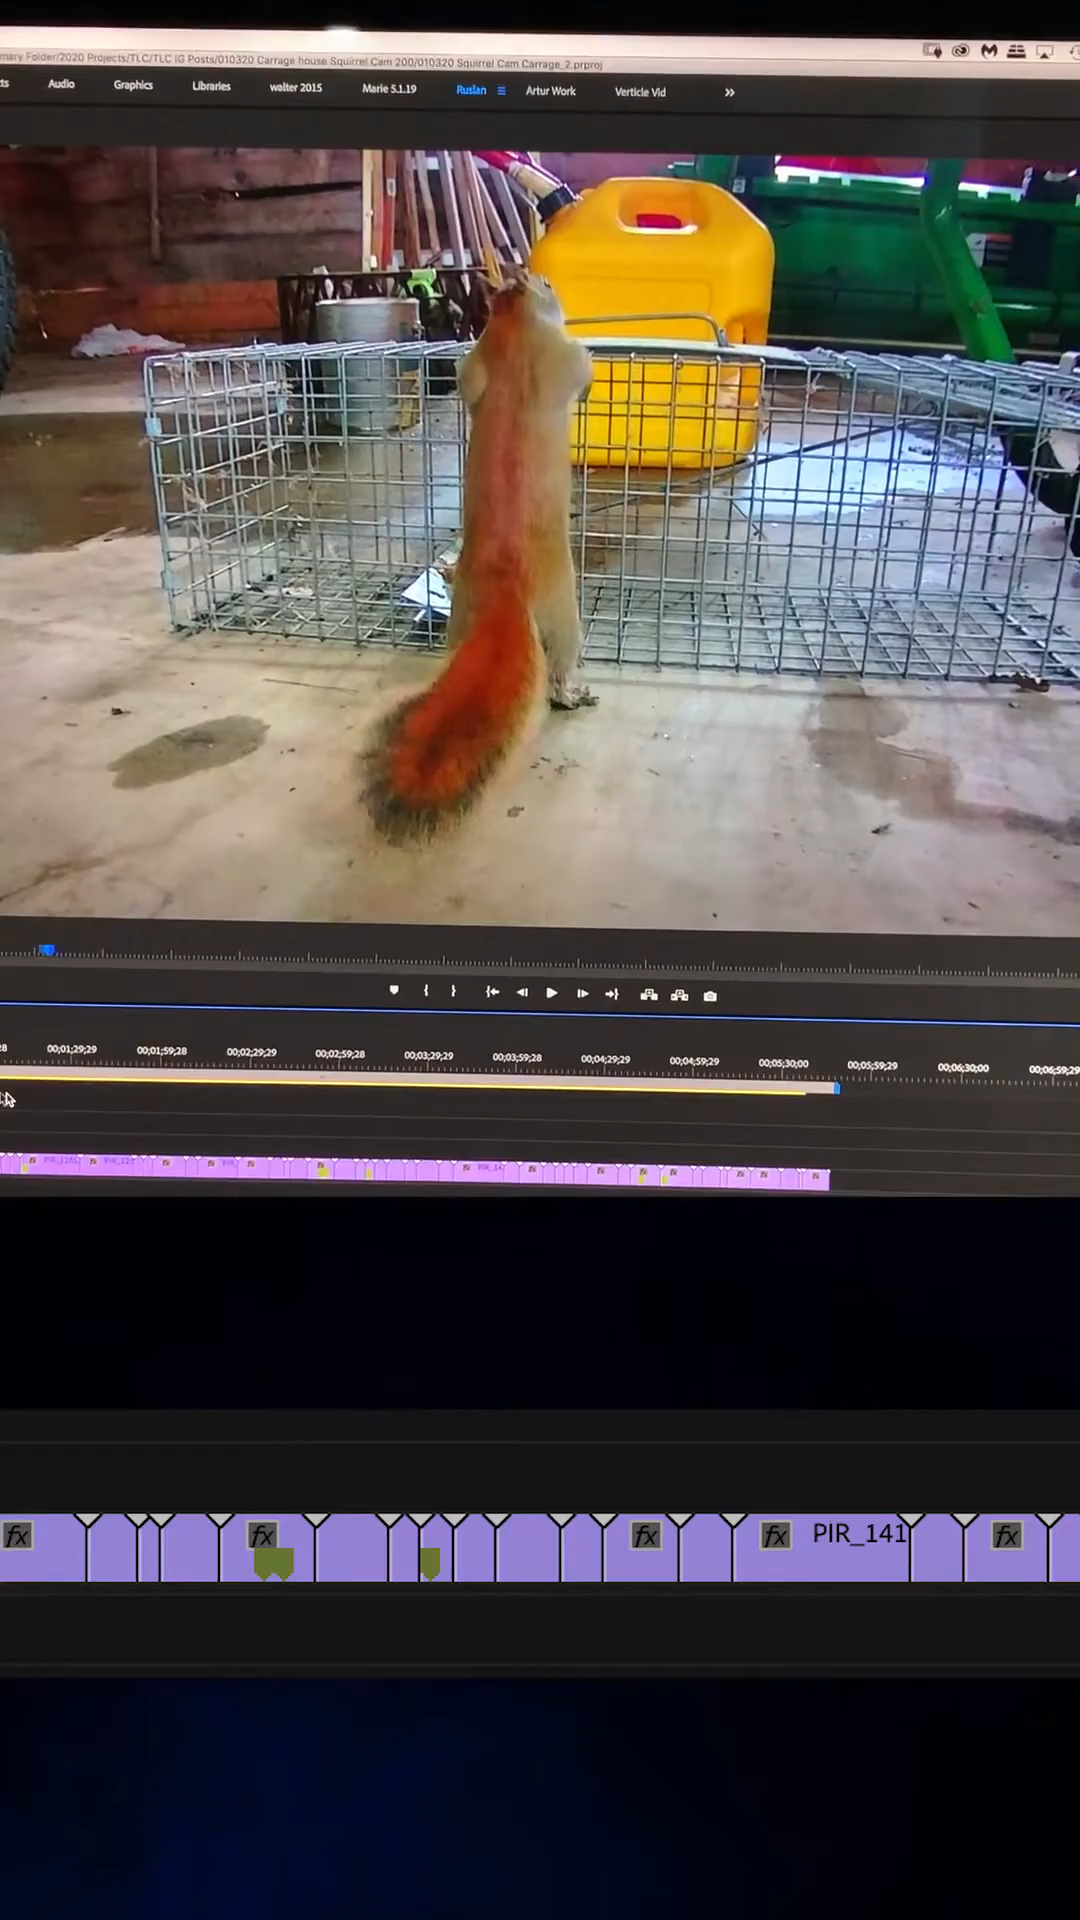 mary Folder/2020 Projects/TLC/TLC IG Posts/010320 Carrage house Squirrel Cam 200/010320 Squirrel Cam Carrage_2.prproj
ts Audio Graphics Libraries walter 2015 Marie 5.1.19 Ruslan Artur Work Verticle Vid
28 00;01;29;29 00;01;59;28 00;02;29;29 00;02;59;28 00;03;29;29 00;03;59;28 00;04;29;29 00;04;59;29 00;05;30;00 00;05;59;29 00;06;30;00 00;06;59;29
fx fx fx fx PIR_141 fx